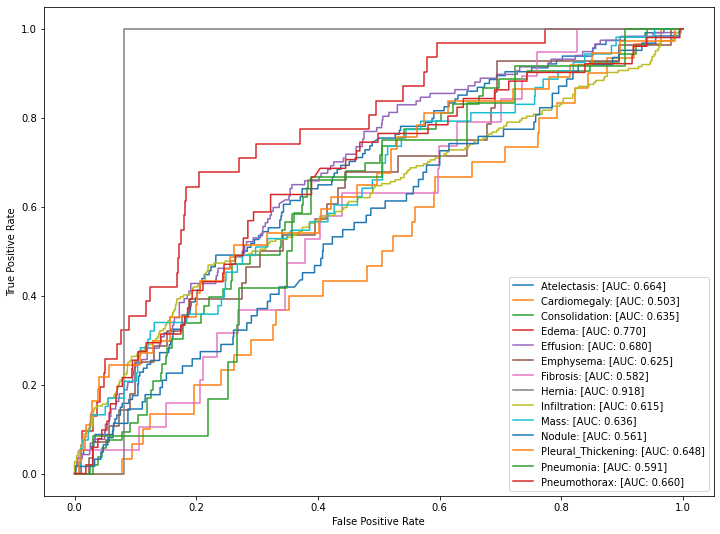 1.0
0.8
0.6
0.4
0.2
0.0
True Positive Rate
Atelectasis: [AUC: 0.664]
Cardiomegaly: [AUC: 0.503]
Consolidation: [AUC: 0.635]
Edema: [AUC: 0.770]
Effusion: [AUC: 0.680]
Emphysema: [AUC: 0.625]
Fibrosis: [AUC: 0.582]
Hernia: [AUC: 0.918]
Infiltration: [AUC: 0.615]
Mass: [AUC: 0.636]
Nodule: [AUC: 0.561]
Pleural_Thickening: [AUC: 0.648]
Pneumonia: [AUC: 0.591]
Pneumothorax: [AUC: 0.660]
0.0 0.2 0.4 0.6 0.8 1.0
False Positive Rate